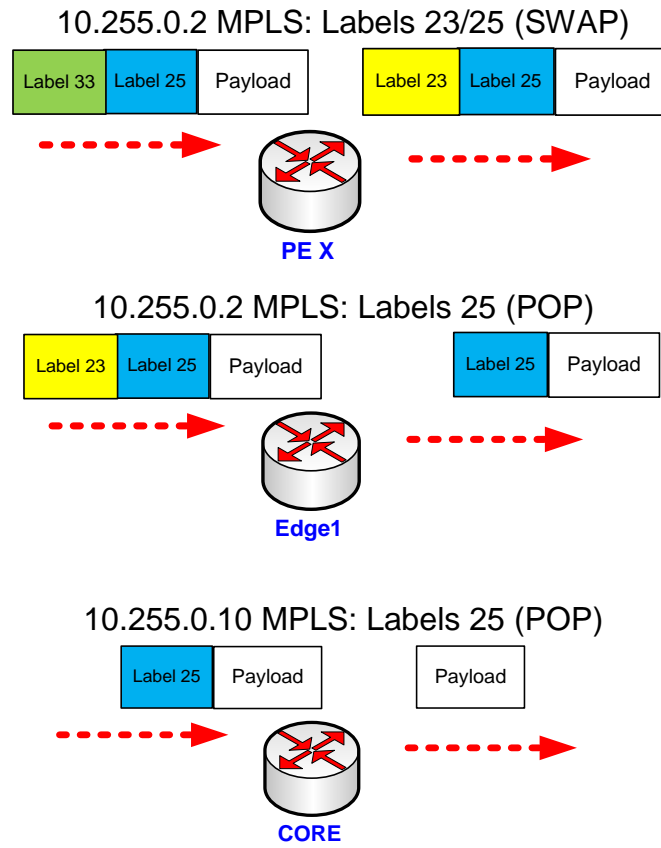 10.255.0.2 MPLS: Labels 23/25 (SWAP)
Label 33 Label 25 Payload Label 23 Label 25 Payload
PE X
10.255.0.2 MPLS: Labels 25 (POP)
Label 23 Label 25 Payload Label 25 Payload
Edge1
10.255.0.10 MPLS: Labels 25 (POP)
Label 25 Payload Payload
CORE